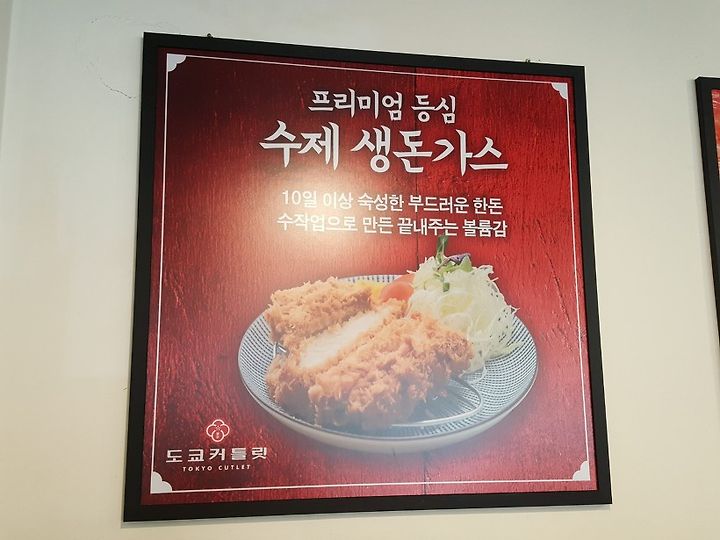 프리미엄 등심
수제 생돈가스
10일 이상 숙성한 부드러운 한돈
수작업으로 만든 끝내주는 볼륨감
도쿄커틀릿
TOKYO CUTLET